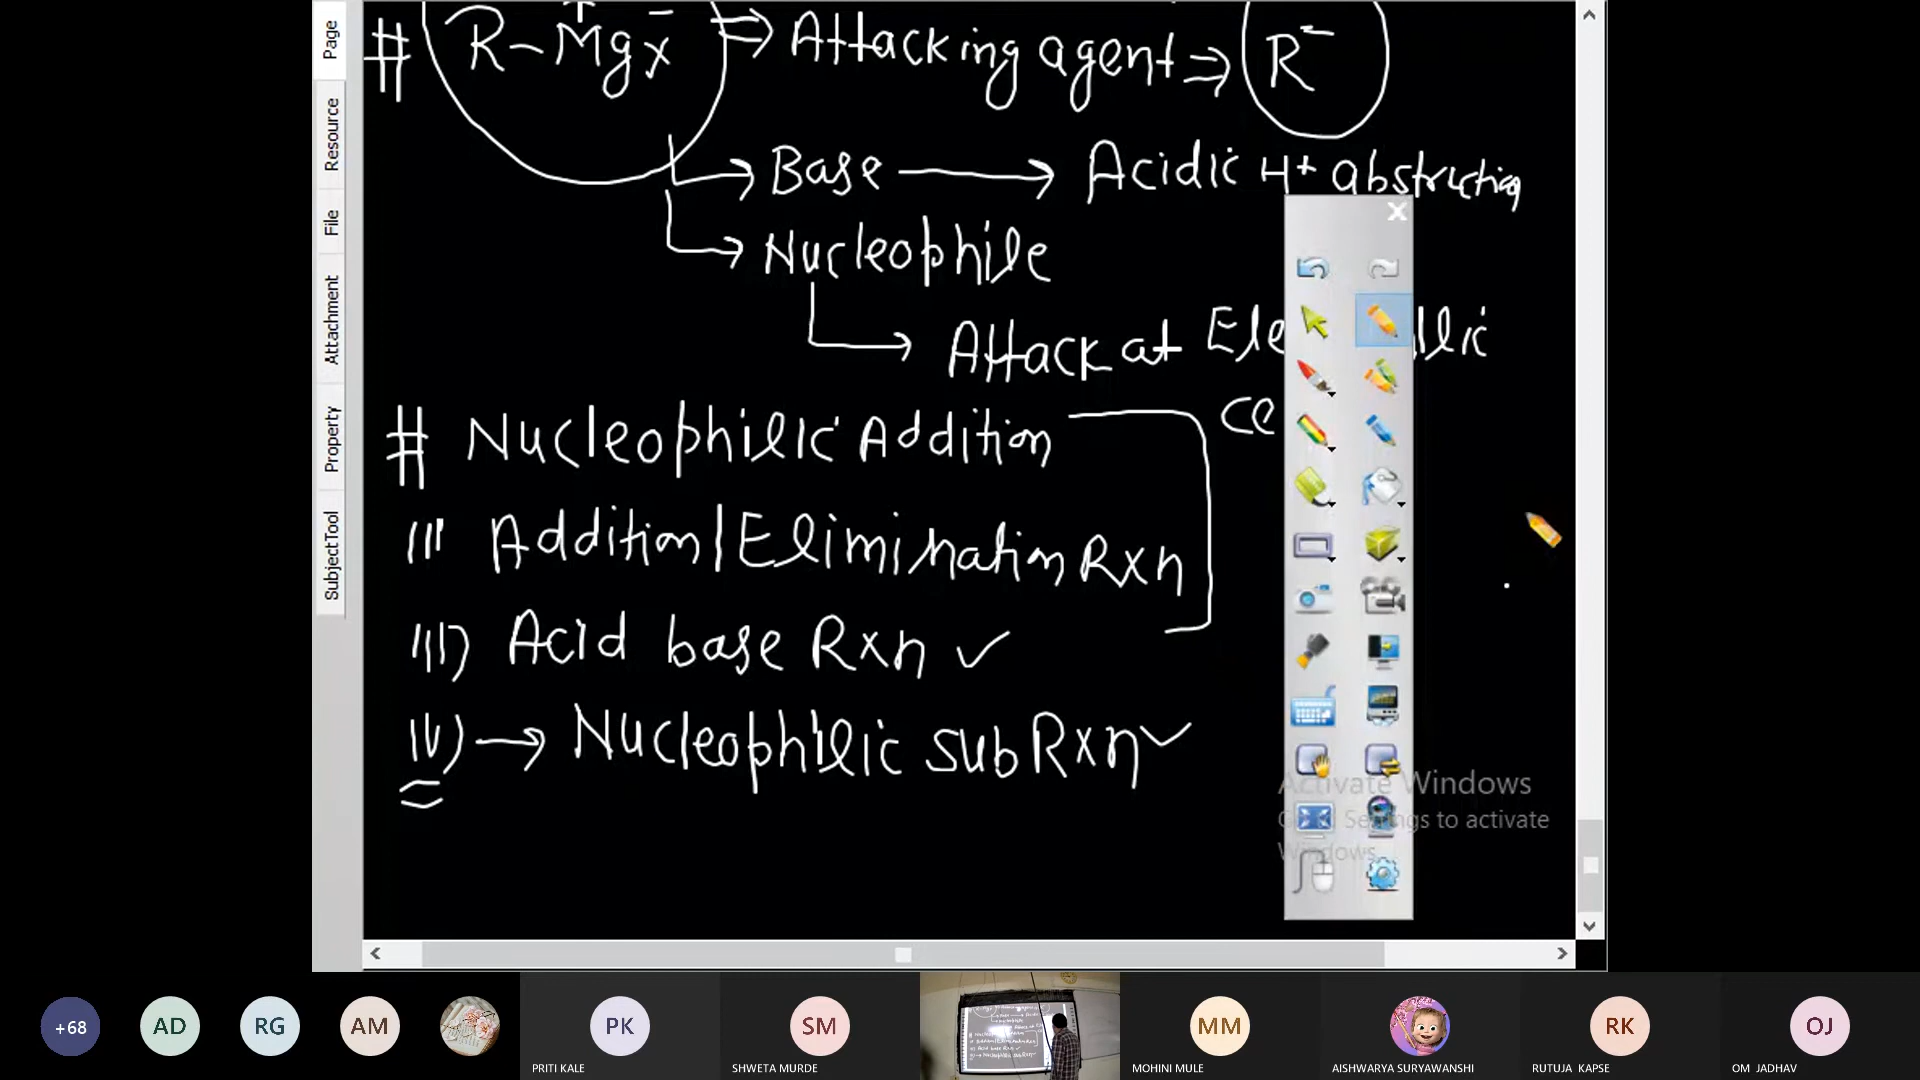 Page
Resource
File
Attachment
Property
SubjectTool
# R-Mgx ⇒ Attacking agent ⇒ R⁻
+ -
→ Base → Acidic H+ abstraction
→ Nucleophile
→ Attack at Ele llic
ce
# Nucleophilic Addition
Addition/Elimination Rxn
III) Acid base Rxn ✓
IV) → Nucleophilic sub Rxn ✓
Activate Windows
Go to Settings to activate
Windows.
+68
AD
RG
AM
PK
SM
MM
RK
OJ
PRITI KALE
SHWETA MURDE
MOHINI MULE
AISHWARYA SURYAWANSHI
RUTUJA KAPSE
OM JADHAV